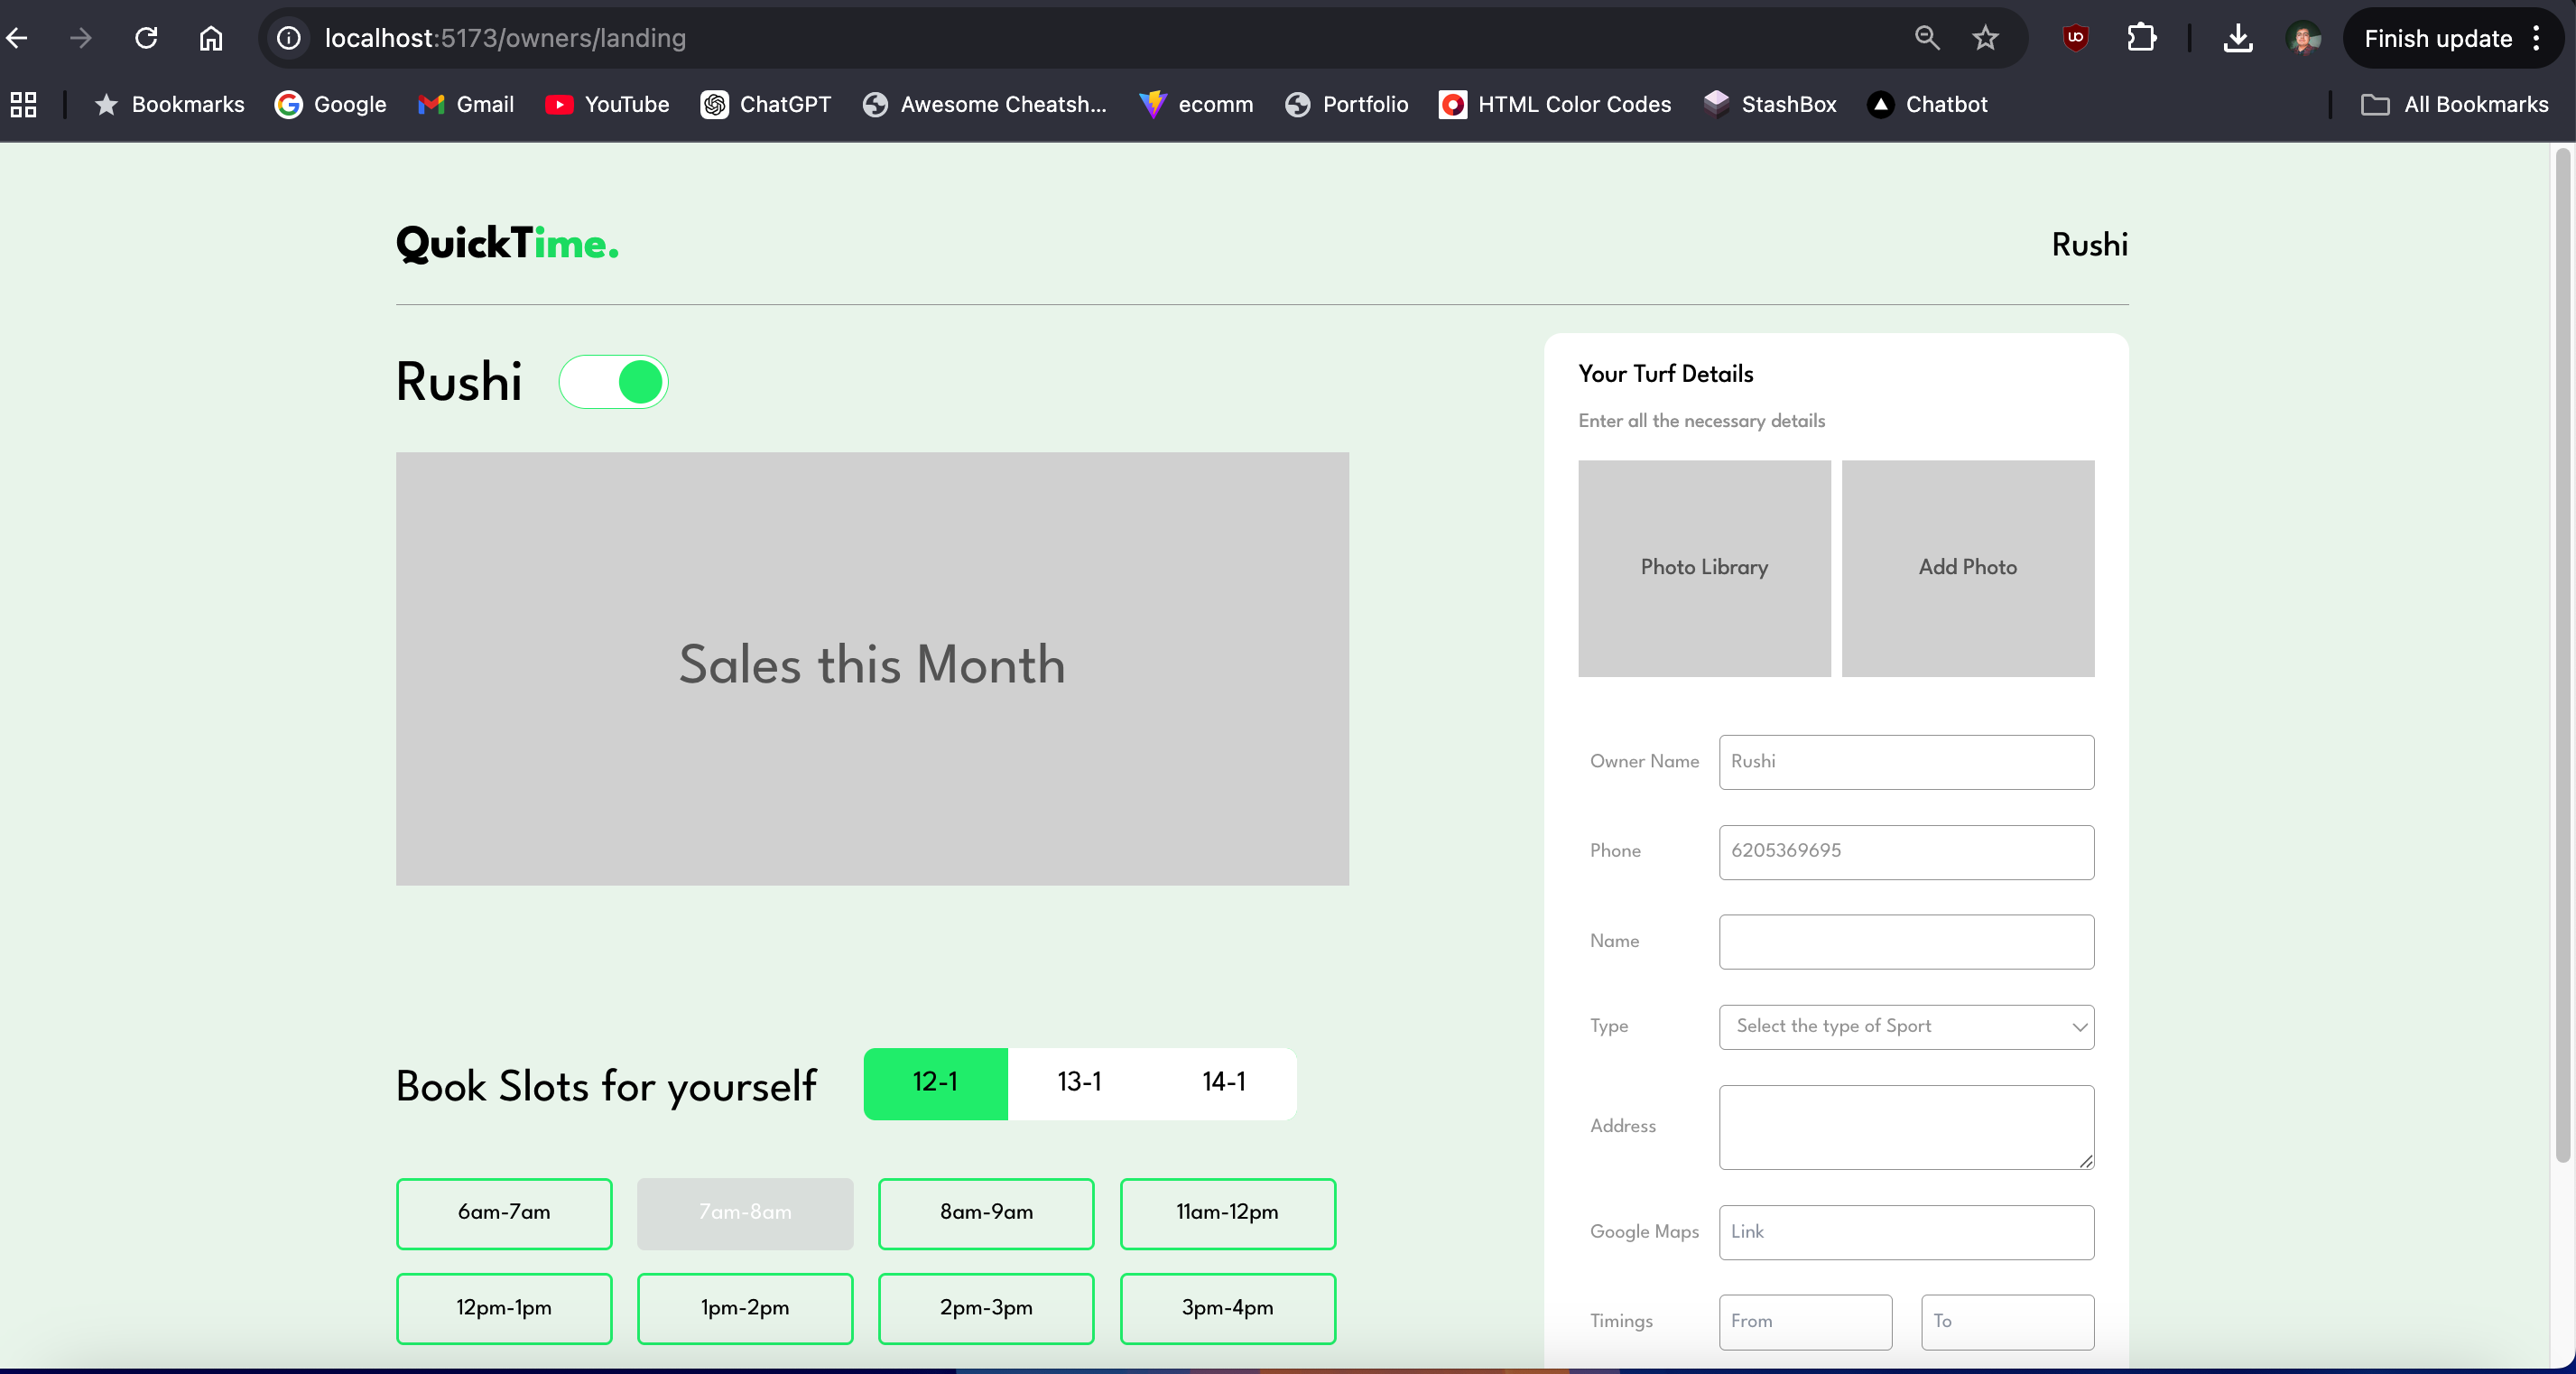 localhost:5173/owners/landing
Finish update
Bookmarks Google Gmail YouTube ChatGPT Awesome Cheatsh... ecomm Portfolio HTML Color Codes StashBox Chatbot All Bookmarks
QuickTime.
Rushi
Rushi
Sales this Month
Book Slots for yourself
12-1 13-1 14-1
6am-7am 7am-8am 8am-9am 11am-12pm
12pm-1pm 1pm-2pm 2pm-3pm 3pm-4pm
Your Turf Details
Enter all the necessary details
Photo Library Add Photo
Owner Name Rushi
Phone 6205369695
Name
Type Select the type of Sport
Address
Google Maps Link
Timings From To